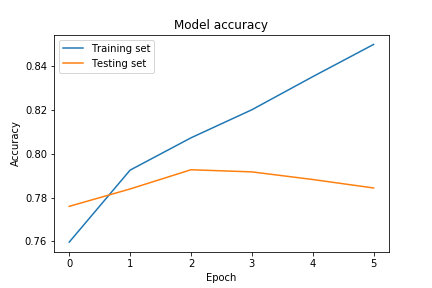 Model accuracy
Training set
Testing set
0.84
0.82
0.80
0.78
0.76
Accuracy
0 1 2 3 4 5
Epoch